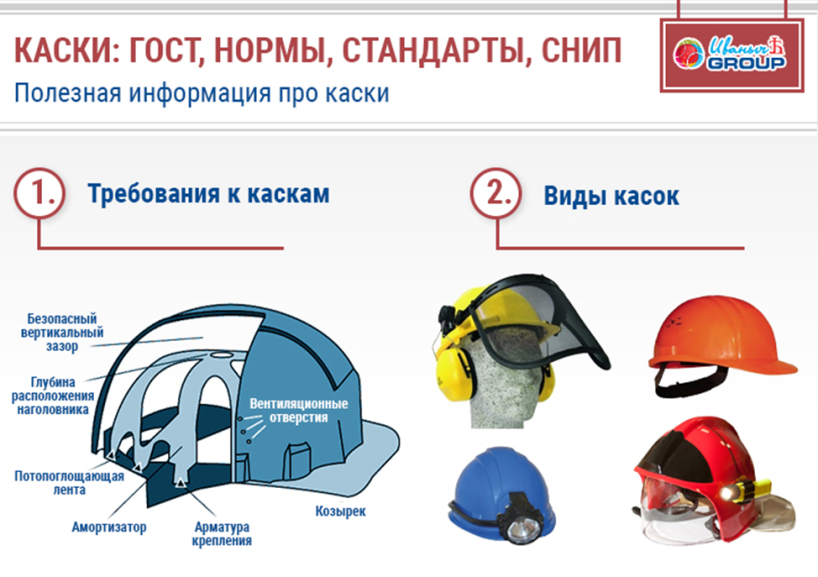 КАСКИ: ГОСТ, НОРМЫ, СТАНДАРТЫ, СНИП
Полезная информация про каски
Иваныч
GROUP
1. Требования к каскам
2. Виды касок
Безопасный
вертикальный
зазор
Глубина
расположения
наголовника
Вентиляционные
отверстия
Потопоглощающая
лента
Амортизатор
Арматура
крепления
Козырек